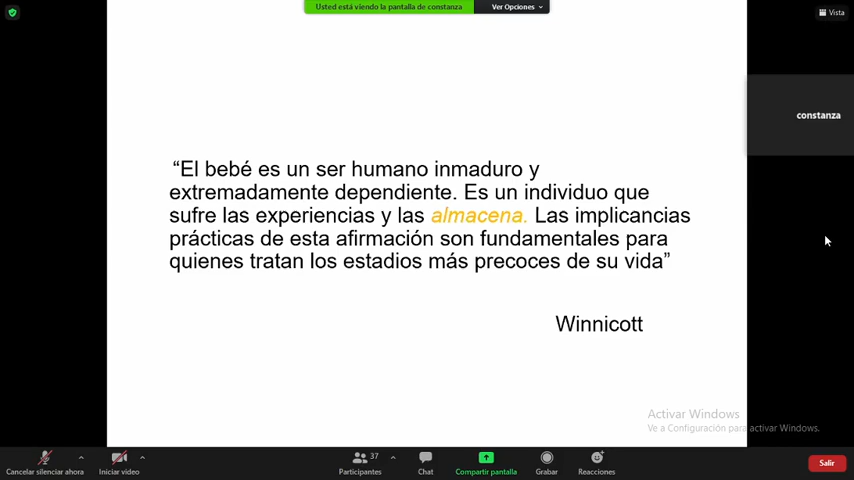 Usted está viendo la pantalla de constanza
Ver Opciones
Vista
constanza
“El bebé es un ser humano inmaduro y
extremadamente dependiente. Es un individuo que
sufre las experiencias y las almacena. Las implicancias
prácticas de esta afirmación son fundamentales para
quienes tratan los estadios más precoces de su vida”
Winnicott
Activar Windows
Ve a Configuración para activar Windows.
Cancelar silenciar ahora
Iniciar video
37
Participantes
Chat
Compartir pantalla
Grabar
Reacciones
Salir